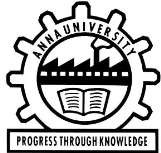 ANNA UNIVERSITY
PROGRESS THROUGH KNOWLEDGE